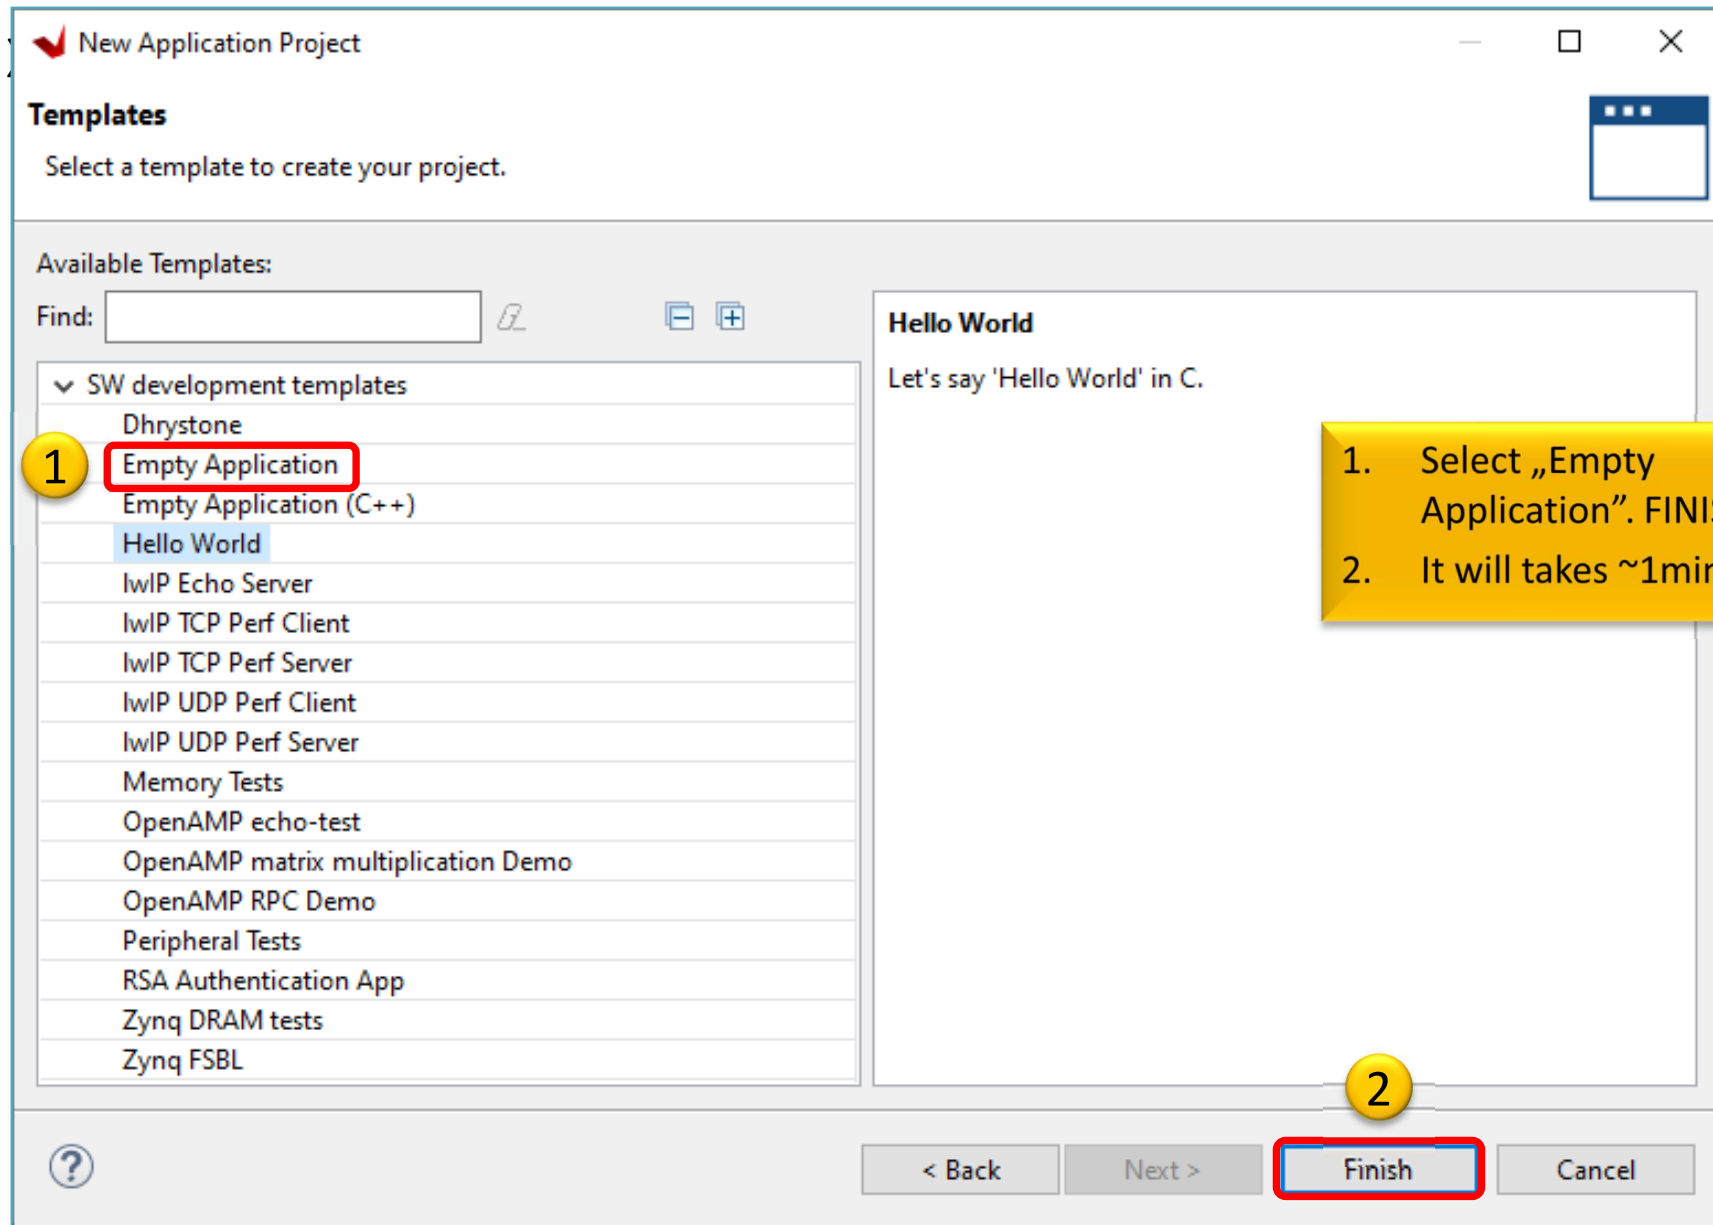 New Application Project
Templates
Select a template to create your project.
Available Templates:
Find:
SW development templates
Dhrystone
1
Empty Application
Empty Application (C++)
Hello World
lwIP Echo Server
lwIP TCP Perf Client
lwIP TCP Perf Server
lwIP UDP Perf Client
lwIP UDP Perf Server
Memory Tests
OpenAMP echo-test
OpenAMP matrix multiplication Demo
OpenAMP RPC Demo
Peripheral Tests
RSA Authentication App
Zynq DRAM tests
Zynq FSBL
Hello World
Let's say 'Hello World' in C.
1. Select „Empty
Application”.
2. It will takes
2
?
< Back
Next >
Finish
Cancel